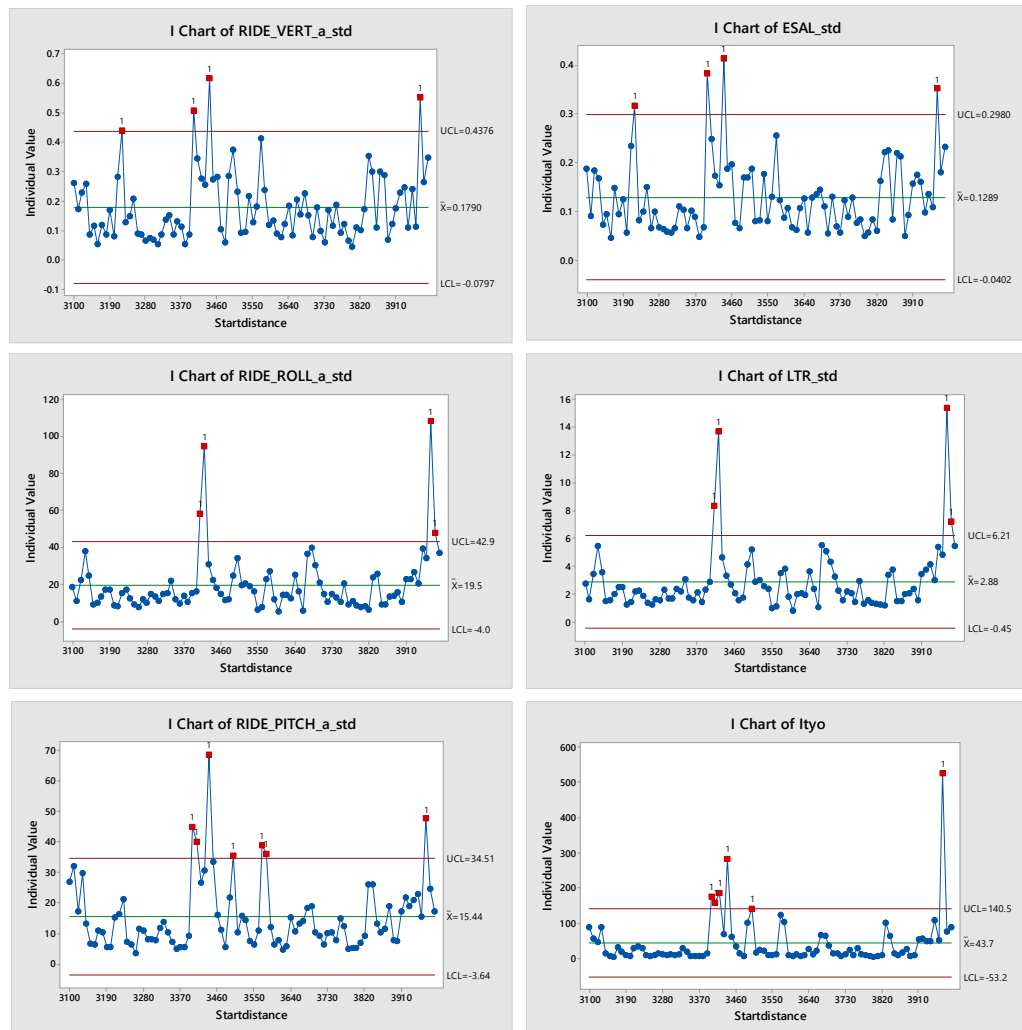 I Chart of RIDE_VERT_a_std
Individual Value
0.7
0.6
0.5
0.4
0.3
0.2
0.1
0.0
-0.1
1
1
1
1
UCL=0.4376
X̄=0.1790
LCL=-0.0797
3100 3190 3280 3370 3460 3550 3640 3730 3820 3910
Startdistance
I Chart of ESAL_std
Individual Value
0.4
0.3
0.2
0.1
0.0
1
1
1
1
UCL=0.2980
X̄=0.1289
LCL=-0.0402
3100 3190 3280 3370 3460 3550 3640 3730 3820 3910
Startdistance
I Chart of RIDE_ROLL_a_std
Individual Value
120
100
80
60
40
20
0
1
1
1
1
UCL=42.9
X̄=19.5
LCL=-4.0
3100 3190 3280 3370 3460 3550 3640 3730 3820 3910
Startdistance
I Chart of LTR_std
Individual Value
16
14
12
10
8
6
4
2
0
1
1
1
1
UCL=6.21
X̄=2.88
LCL=-0.45
3100 3190 3280 3370 3460 3550 3640 3730 3820 3910
Startdistance
I Chart of RIDE_PITCH_a_std
Individual Value
70
60
50
40
30
20
10
0
1
1
1
1
1
1
1
UCL=34.51
X̄=15.44
LCL=-3.64
3100 3190 3280 3370 3460 3550 3640 3730 3820 3910
Startdistance
I Chart of Ityo
Individual Value
600
500
400
300
200
100
0
1
1
1
1
1
1
UCL=140.5
X̄=43.7
LCL=-53.2
3100 3190 3280 3370 3460 3550 3640 3730 3820 3910
Startdistance